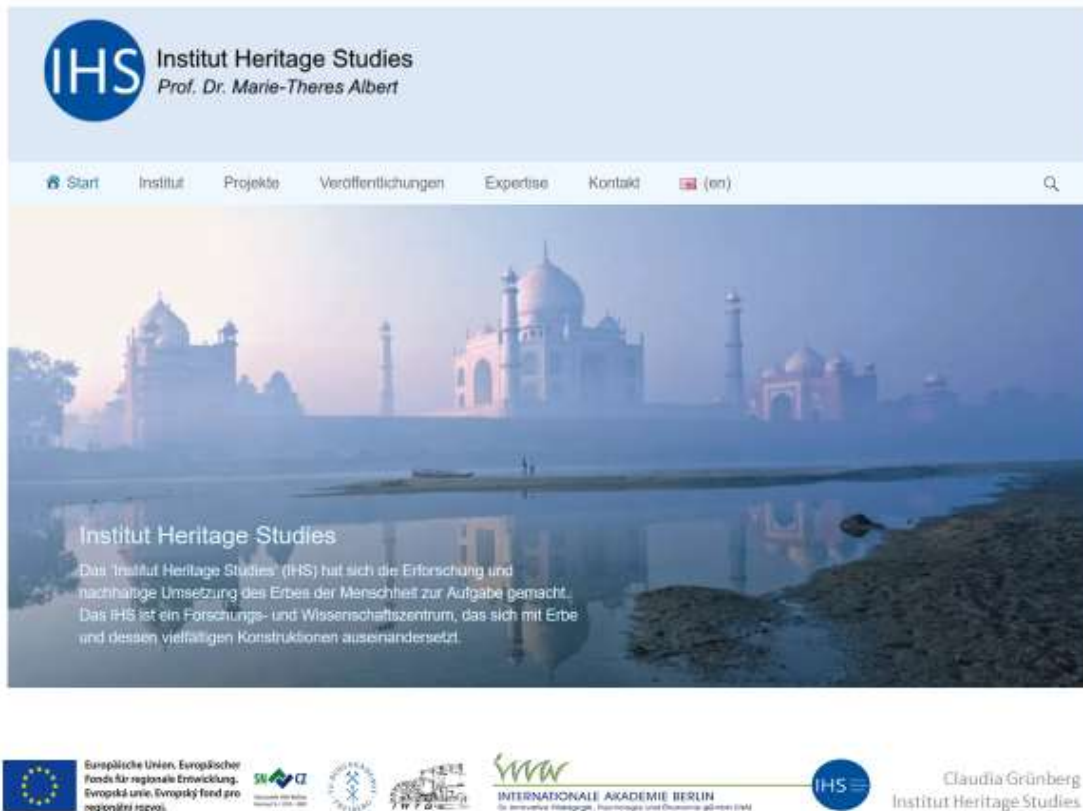 IHS
Institut Heritage Studies
Prof. Dr. Marie-Theres Albert
Start Institut Projekte Veröffentlichungen Expertise Kontakt (en)
Institut Heritage Studies
Das 'Institut Heritage Studies' (IHS) hat sich die Erforschung und
nachhaltige Umsetzung des Erbes der Menschheit zur Aufgabe gemacht.
Das IHS ist ein Forschungs- und Wissenschaftszentrum, das sich mit Erbe
und dessen vielfältigen Konstruktionen auseinandersetzt.
Europäische Union. Europäischer
Fonds für regionale Entwicklung.
Evropská unie. Evropský fond pro
regionální rozvoj.
SN CZ
INTERNATIONALE AKADEMIE BERLIN
IHS
Claudia Grünberg
Institut Heritage Studies